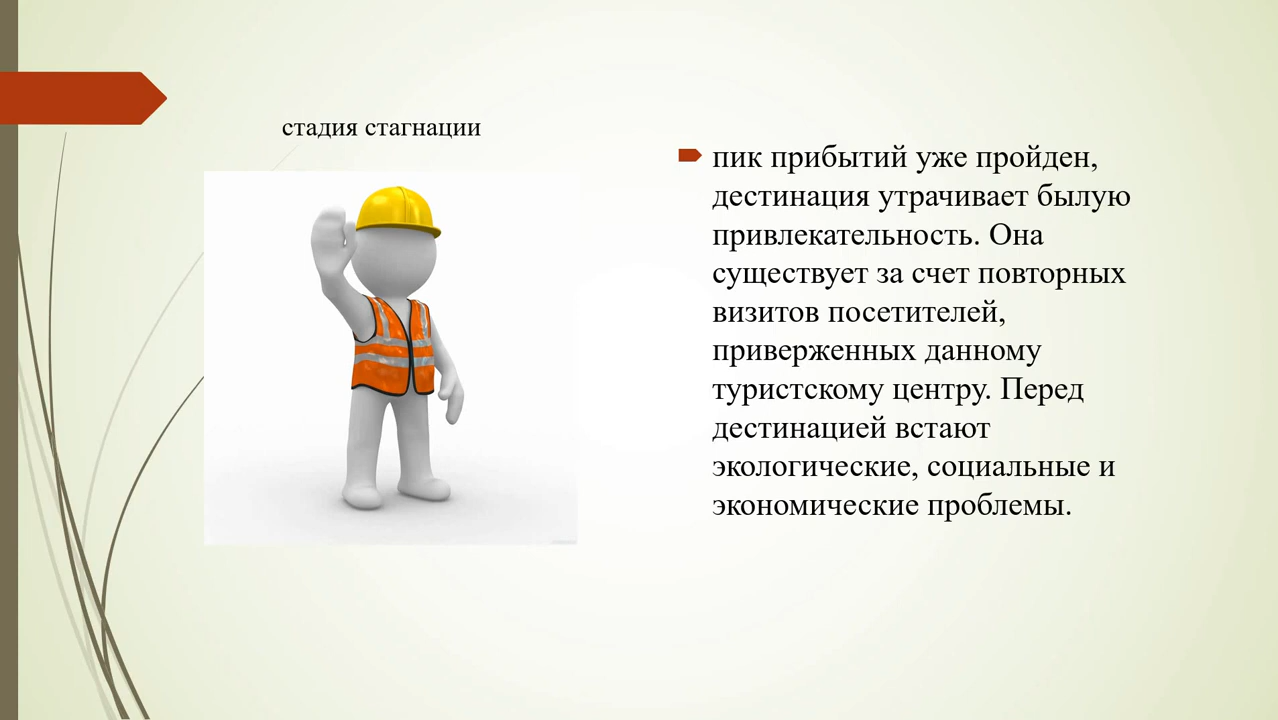 стадия стагнации
пик прибытий уже пройден,
дестинация утрачивает былую
привлекательность. Она
существует за счет повторных
визитов посетителей,
приверженных данному
туристскому центру. Перед
дестинацией встают
экологические, социальные и
экономические проблемы.